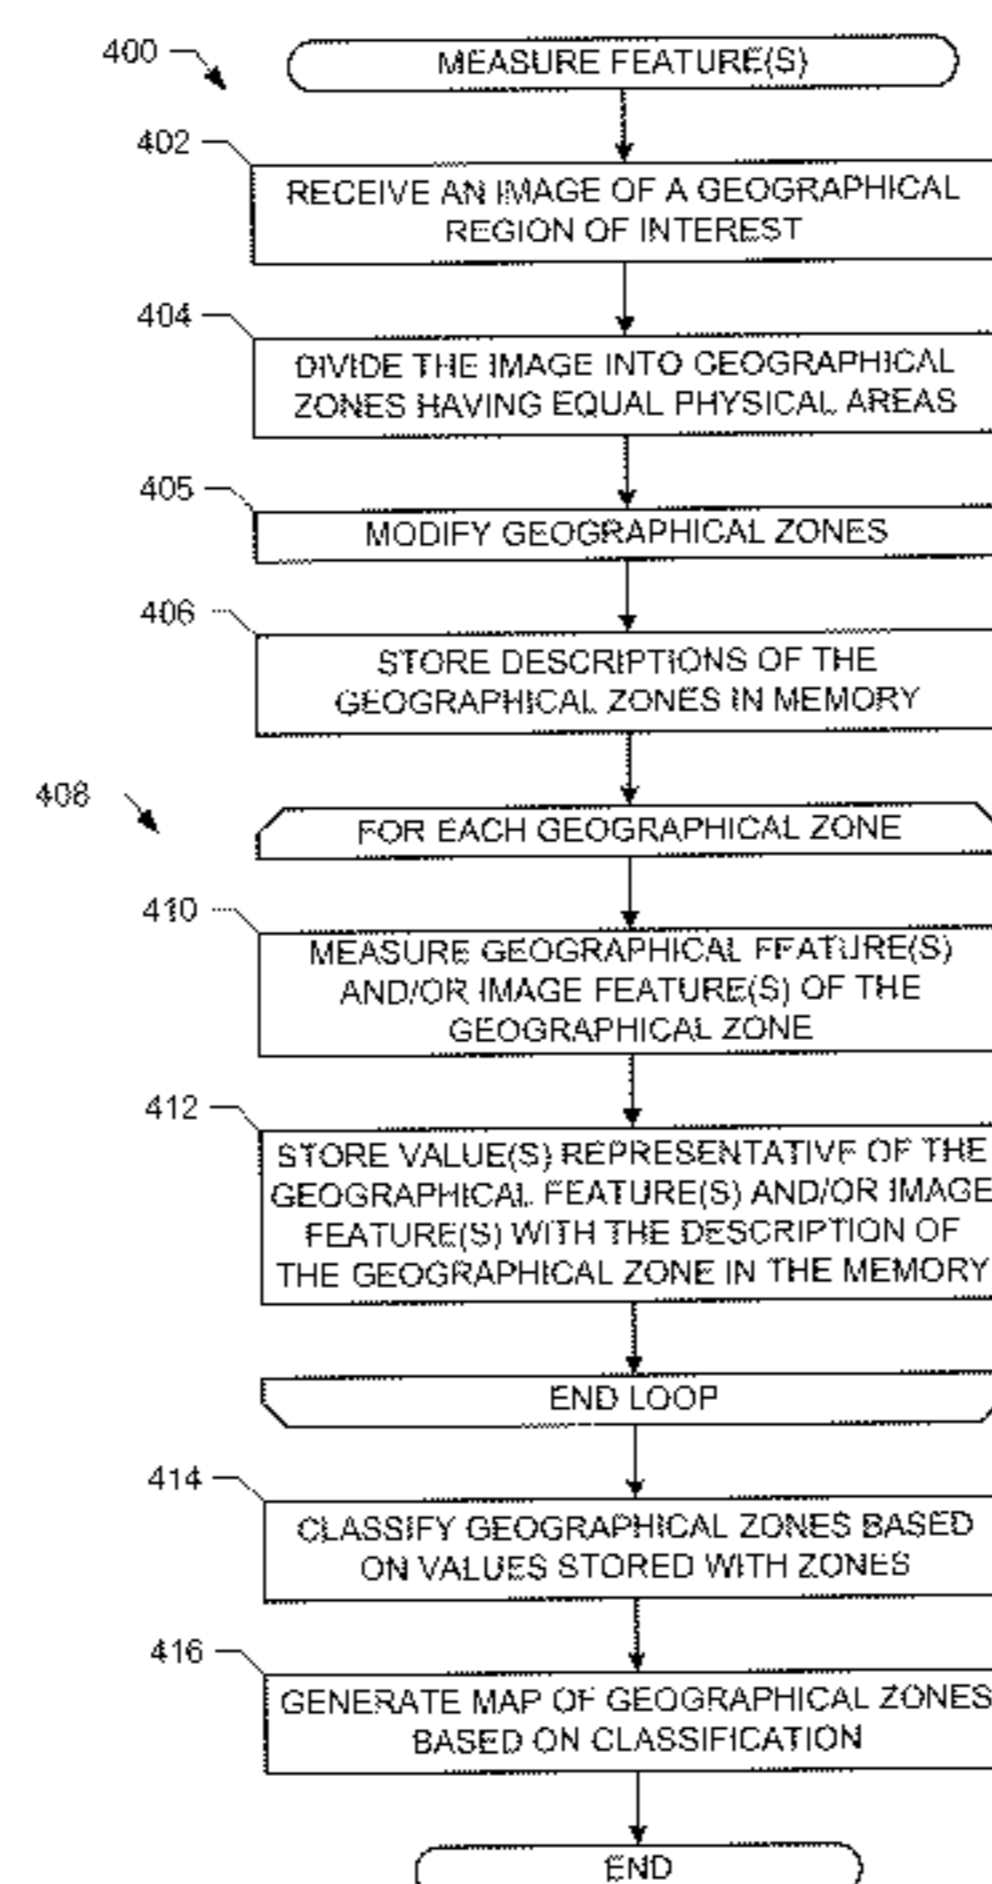 400
MEASURE FEATURE(S)
402
RECEIVE AN IMAGE OF A GEOGRAPHICAL
REGION OF INTEREST
404
DIVIDE THE IMAGE INTO GEOGRAPHICAL
ZONES HAVING EQUAL PHYSICAL AREAS
405
MODIFY GEOGRAPHICAL ZONES
406
STORE DESCRIPTIONS OF THE
GEOGRAPHICAL ZONES IN MEMORY
408
FOR EACH GEOGRAPHICAL ZONE
410
MEASURE GEOGRAPHICAL FEATURE(S)
AND/OR IMAGE FEATURE(S) OF THE
GEOGRAPHICAL ZONE
412
STORE VALUE(S) REPRESENTATIVE OF THE
GEOGRAPHICAL FEATURE(S) AND/OR IMAGE
FEATURE(S) WITH THE DESCRIPTION OF
THE GEOGRAPHICAL ZONE IN THE MEMORY
END LOOP
414
CLASSIFY GEOGRAPHICAL ZONES BASED
ON VALUES STORED WITH ZONES
416
GENERATE MAP OF GEOGRAPHICAL ZONES
BASED ON CLASSIFICATION
END